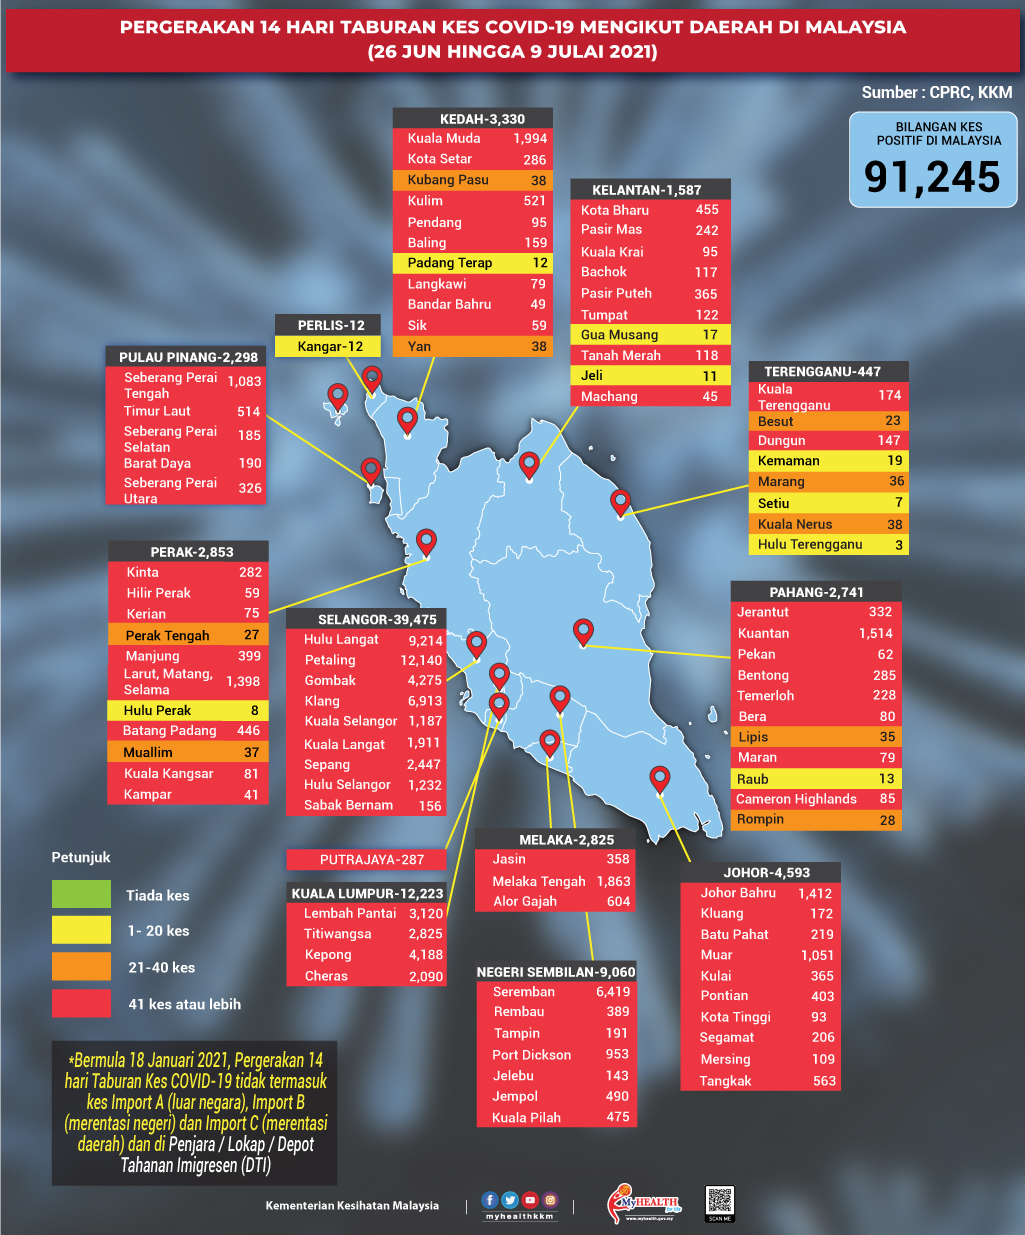 PERGERAKAN 14 HARI TABURAN KES COVID-19 MENGIKUT DAERAH DI MALAYSIA
(26 JUN HINGGA 9 JULAI 2021)
Sumber : CPRC, KKM
BILANGAN KES
POSITIF DI MALAYSIA
91,245
KEDAH-3,330
Kuala Muda 1,994
Kota Setar 286
Kubang Pasu 38
Kulim 521
Pendang 95
Baling 159
Padang Terap 12
Langkawi 79
Bandar Bahru 49
Sik 59
Yan 38
KELANTAN-1,587
Kota Bharu 455
Pasir Mas 242
Kuala Krai 95
Bachok 117
Pasir Puteh 365
Tumpat 122
Gua Musang 17
Tanah Merah 118
Jeli 11
Machang 45
PERLIS-12
Kangar-12
PULAU PINANG-2,298
Seberang Perai
Tengah 1,083
Timur Laut 514
Seberang Perai
Selatan 185
Barat Daya 190
Seberang Perai
Utara 326
TERENGGANU-447
Kuala
Terengganu 174
Besut 23
Dungun 147
Kemaman 19
Marang 36
Setiu 7
Kuala Nerus 38
Hulu Terengganu 3
PERAK-2,853
Kinta 282
Hilir Perak 59
Kerian 75
Perak Tengah 27
Manjung 399
Larut, Matang,
Selama 1,398
Hulu Perak 8
Batang Padang 446
Muallim 37
Kuala Kangsar 81
Kampar 41
SELANGOR-39,475
Hulu Langat 9,214
Petaling 12,140
Gombak 4,275
Klang 6,913
Kuala Selangor 1,187
Kuala Langat 1,911
Sepang 2,447
Hulu Selangor 1,232
Sabak Bernam 156
PAHANG-2,741
Jerantut 332
Kuantan 1,514
Pekan 62
Bentong 285
Temerloh 228
Bera 80
Lipis 35
Maran 79
Raub 13
Cameron Highlands 85
Rompin 28
PUTRAJAYA-287
KUALA LUMPUR-12,223
Lembah Pantai 3,120
Titiwangsa 2,825
Kepong 4,188
Cheras 2,090
MELAKA-2,825
Jasin 358
Melaka Tengah 1,863
Alor Gajah 604
NEGERI SEMBILAN-9,060
Seremban 6,419
Rembau 389
Tampin 191
Port Dickson 953
Jelebu 143
Jempol 490
Kuala Pilah 475
JOHOR-4,593
Johor Bahru 1,412
Kluang 172
Batu Pahat 219
Muar 1,051
Kulai 365
Pontian 403
Kota Tinggi 93
Segamat 206
Mersing 109
Tangkak 563
Petunjuk
Tiada kes
1- 20 kes
21-40 kes
41 kes atau lebih
*Bermula 18 Januari 2021, Pergerakan 14
hari Taburan Kes COVID-19 tidak termasuk
kes Import A (luar negara), Import B
(merentasi negeri) dan Import C (merentasi
daerah) dan di Penjara / Lokap / Depot
Tahanan Imigresen (DTI)
Kementerian Kesihatan Malaysia
myhealthkkm
MyHEALTH
for life
www.myhealth.gov.my
SCAN ME